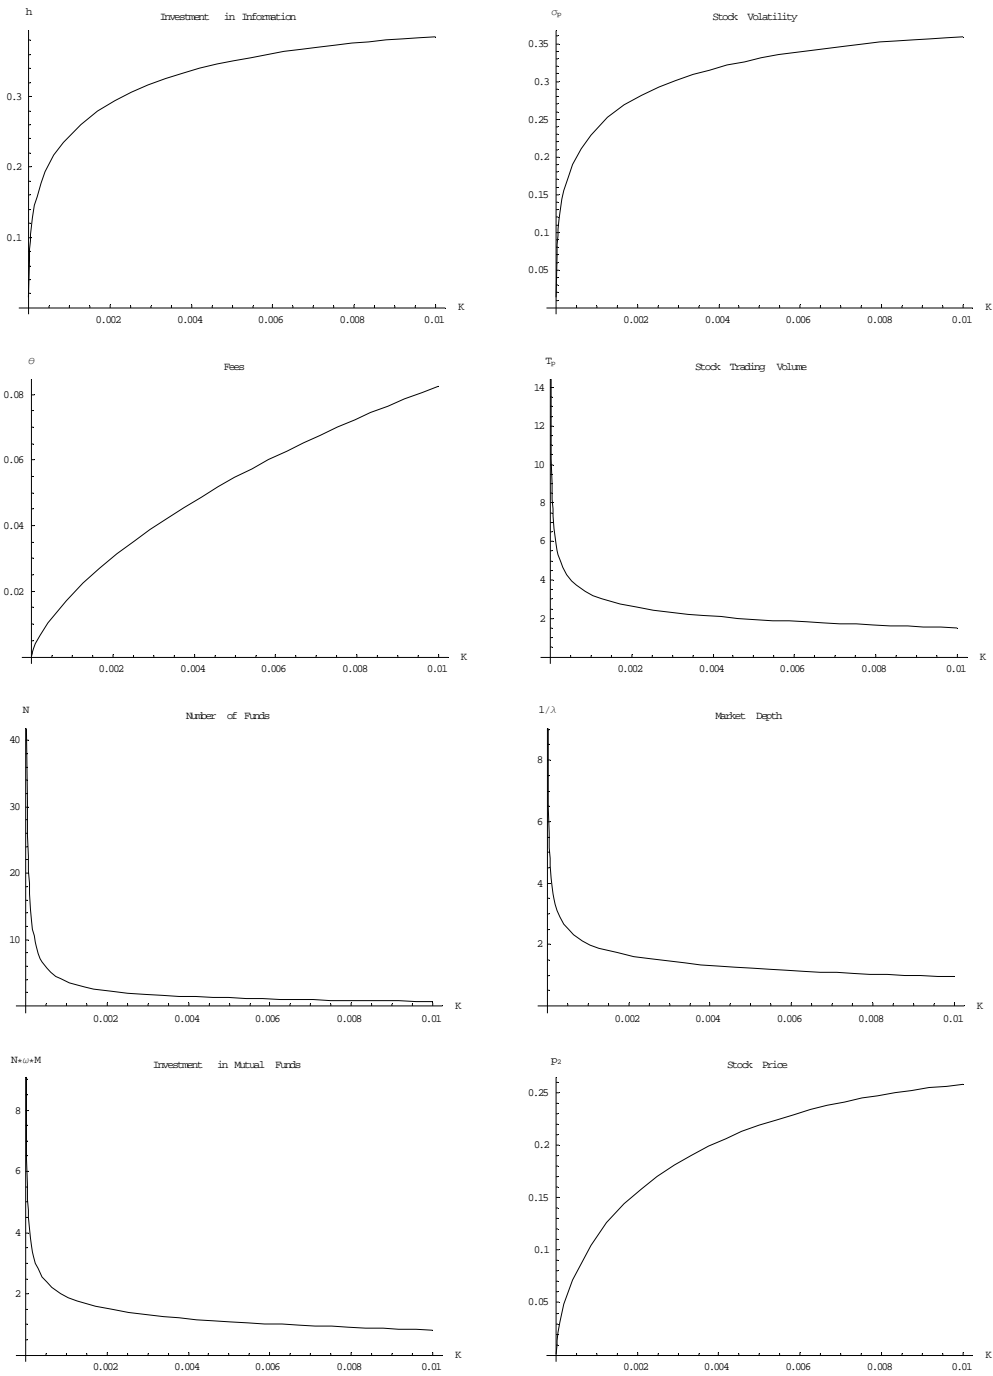 h
Investment in Information
0.3
0.2
0.1
0.002 0.004 0.006 0.008 0.01
K
σp
Stock Volatility
0.35
0.3
0.25
0.2
0.15
0.1
0.05
0.002 0.004 0.006 0.008 0.01
K
θ
Fees
0.08
0.06
0.04
0.02
0.002 0.004 0.006 0.008 0.01
K
Tp
Stock Trading Volume
14
12
10
8
6
4
2
0.002 0.004 0.006 0.008 0.01
K
N
Number of Funds
40
30
20
10
0.002 0.004 0.006 0.008 0.01
K
1/λ
Market Depth
8
6
4
2
0.002 0.004 0.006 0.008 0.01
K
N*ω*M
Investment in Mutual Funds
8
6
4
2
0.002 0.004 0.006 0.008 0.01
K
p2
Stock Price
0.25
0.2
0.15
0.1
0.05
0.002 0.004 0.006 0.008 0.01
K